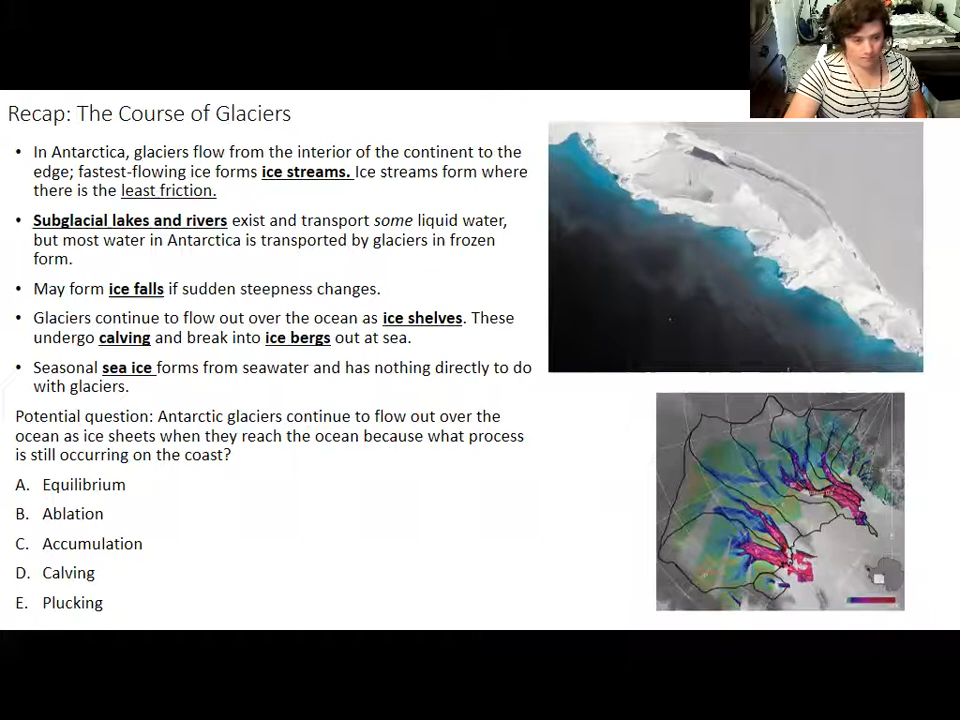 Recap: The Course of Glaciers
• In Antarctica, glaciers flow from the interior of the continent to the
edge; fastest-flowing ice forms ice streams. Ice streams form where
there is the least friction.
• Subglacial lakes and rivers exist and transport some liquid water,
but most water in Antarctica is transported by glaciers in frozen
form.
• May form ice falls if sudden steepness changes.
• Glaciers continue to flow out over the ocean as ice shelves. These
undergo calving and break into ice bergs out at sea.
• Seasonal sea ice forms from seawater and has nothing directly to do
with glaciers.
Potential question: Antarctic glaciers continue to flow out over the
ocean as ice sheets when they reach the ocean because what process
is still occurring on the coast?
A. Equilibrium
B. Ablation
C. Accumulation
D. Calving
E. Plucking